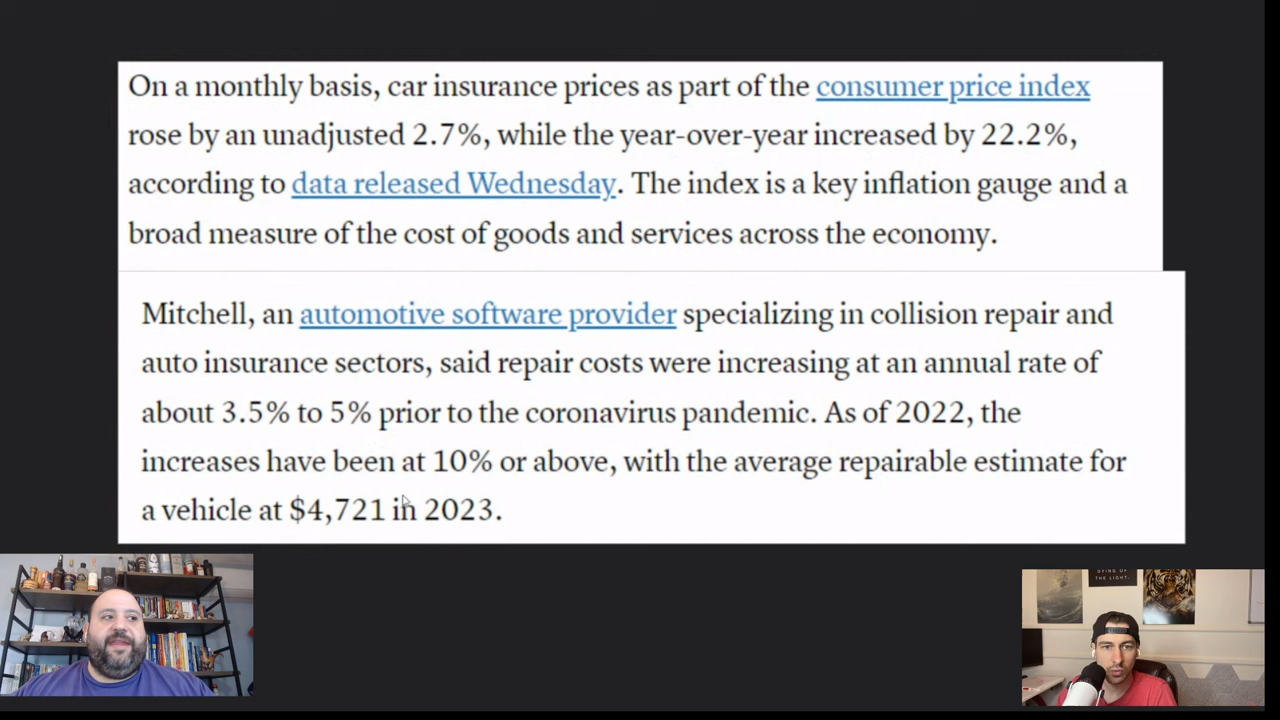 On a monthly basis, car insurance prices as part of the consumer price index
rose by an unadjusted 2.7%, while the year-over-year increased by 22.2%,
according to data released Wednesday. The index is a key inflation gauge and a
broad measure of the cost of goods and services across the economy.
Mitchell, an automotive software provider specializing in collision repair and
auto insurance sectors, said repair costs were increasing at an annual rate of
about 3.5% to 5% prior to the coronavirus pandemic. As of 2022, the
increases have been at 10% or above, with the average repairable estimate for
a vehicle at $4,721 in 2023.
DYING OF
THE LIGHT.